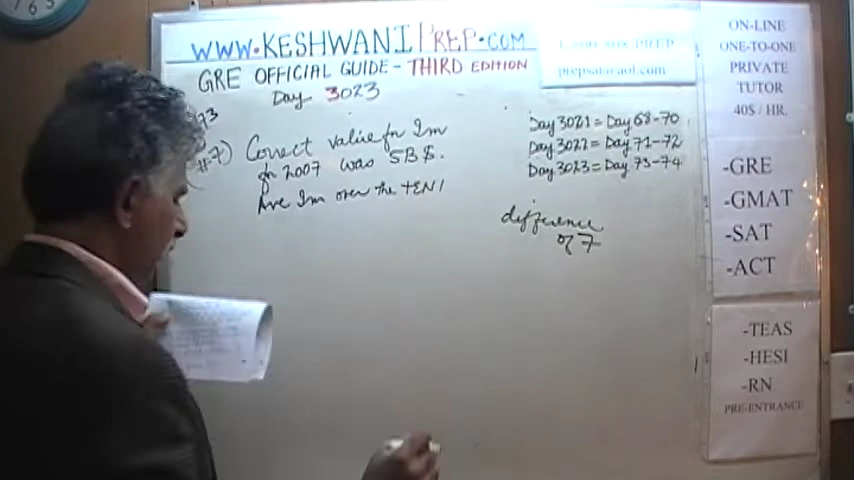 WWW.KESHWANIPREP.COM
GRE OFFICIAL GUIDE - THIRD EDITION
Day 3023
73
#7) Correct value for Im
for 2007 was 5B$.
Ave Im over the TEN/
Day 3021 = Day 68-70
Day 3022 = Day 71-72
Day 3023 = Day 73-74
difference
of 7
ON-LINE
ONE-TO-ONE
PRIVATE
TUTOR
40$ / HR.
-GRE
-GMAT
-SAT
-ACT
-TEAS
-HESI
-RN
PRE-ENTRANCE